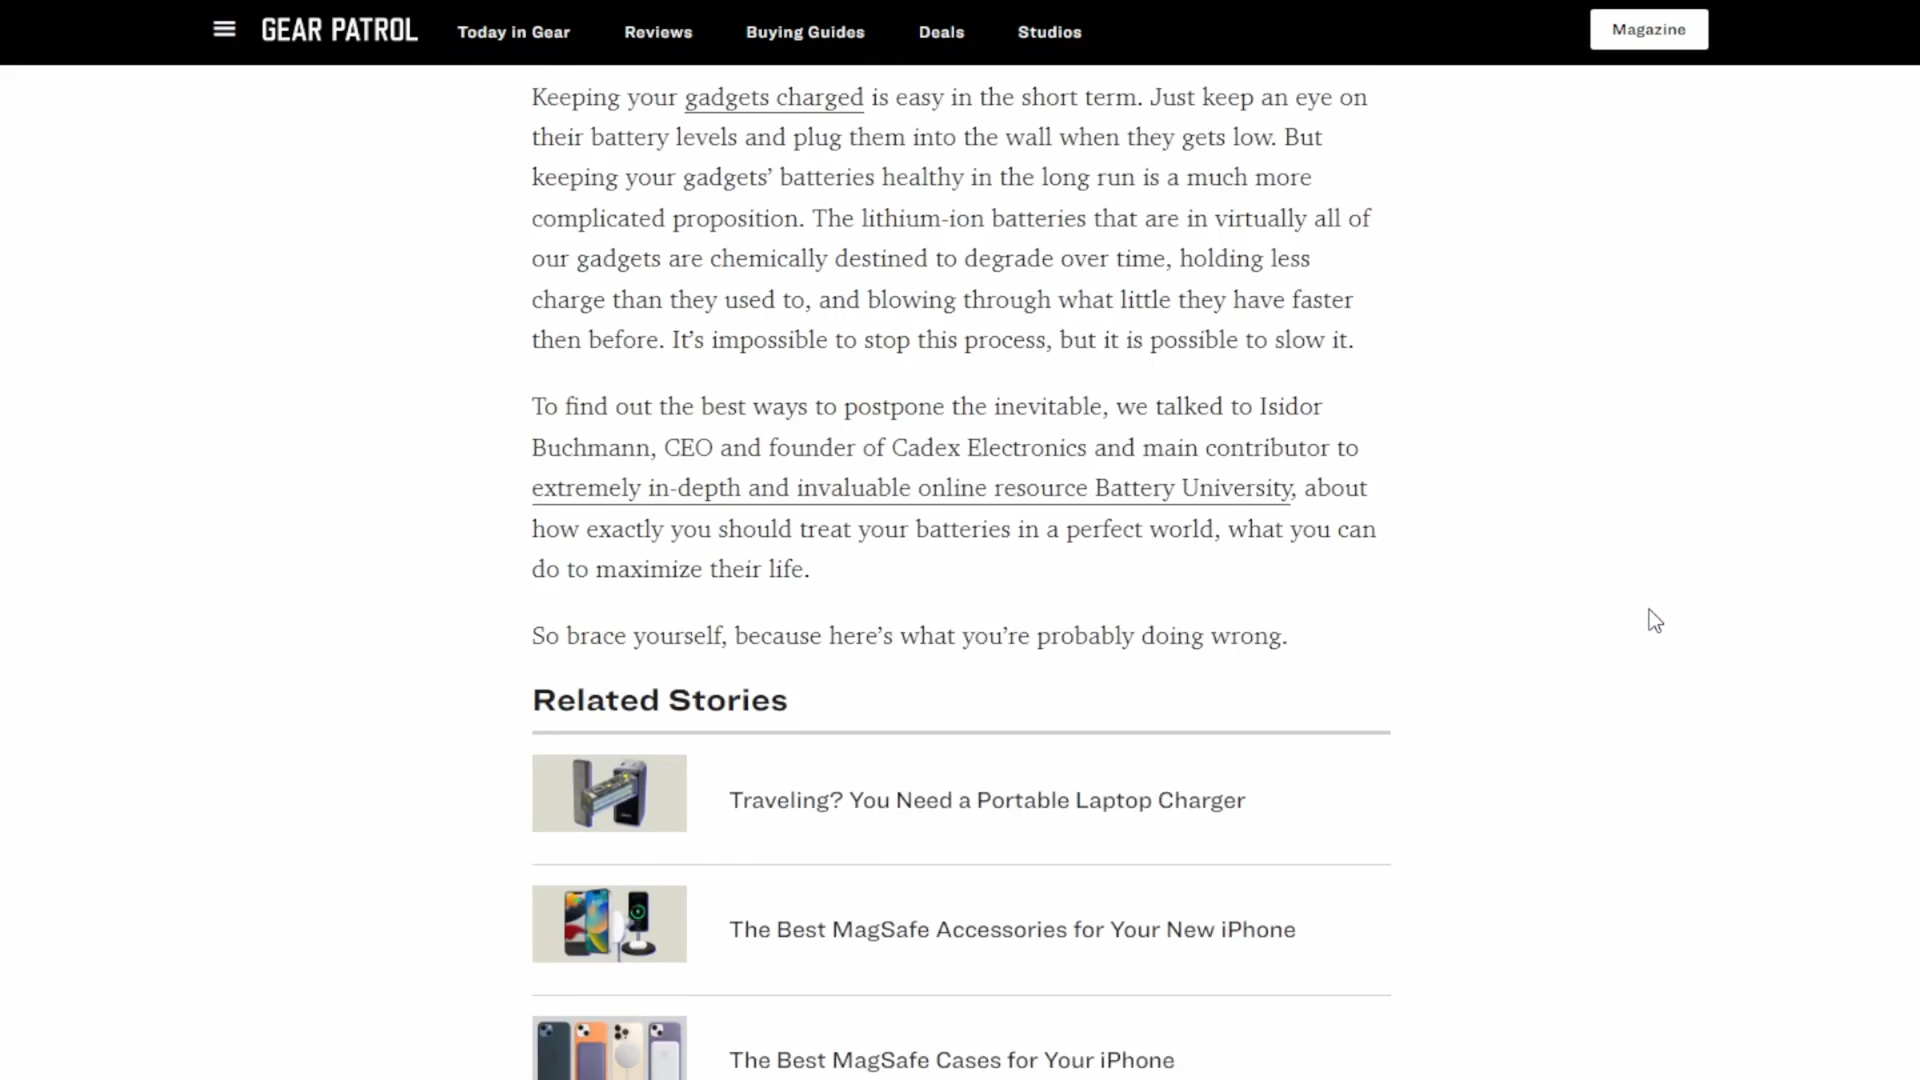 GEAR PATROL
Today in Gear
Reviews
Buying Guides
Deals
Studios
Magazine
Keeping your gadgets charged is easy in the short term. Just keep an eye on
their battery levels and plug them into the wall when they gets low. But
keeping your gadgets’ batteries healthy in the long run is a much more
complicated proposition. The lithium-ion batteries that are in virtually all of
our gadgets are chemically destined to degrade over time, holding less
charge than they used to, and blowing through what little they have faster
then before. It’s impossible to stop this process, but it is possible to slow it.
To find out the best ways to postpone the inevitable, we talked to Isidor
Buchmann, CEO and founder of Cadex Electronics and main contributor to
extremely in-depth and invaluable online resource Battery University, about
how exactly you should treat your batteries in a perfect world, what you can
do to maximize their life.
So brace yourself, because here’s what you’re probably doing wrong.
Related Stories
Traveling? You Need a Portable Laptop Charger
The Best MagSafe Accessories for Your New iPhone
The Best MagSafe Cases for Your iPhone